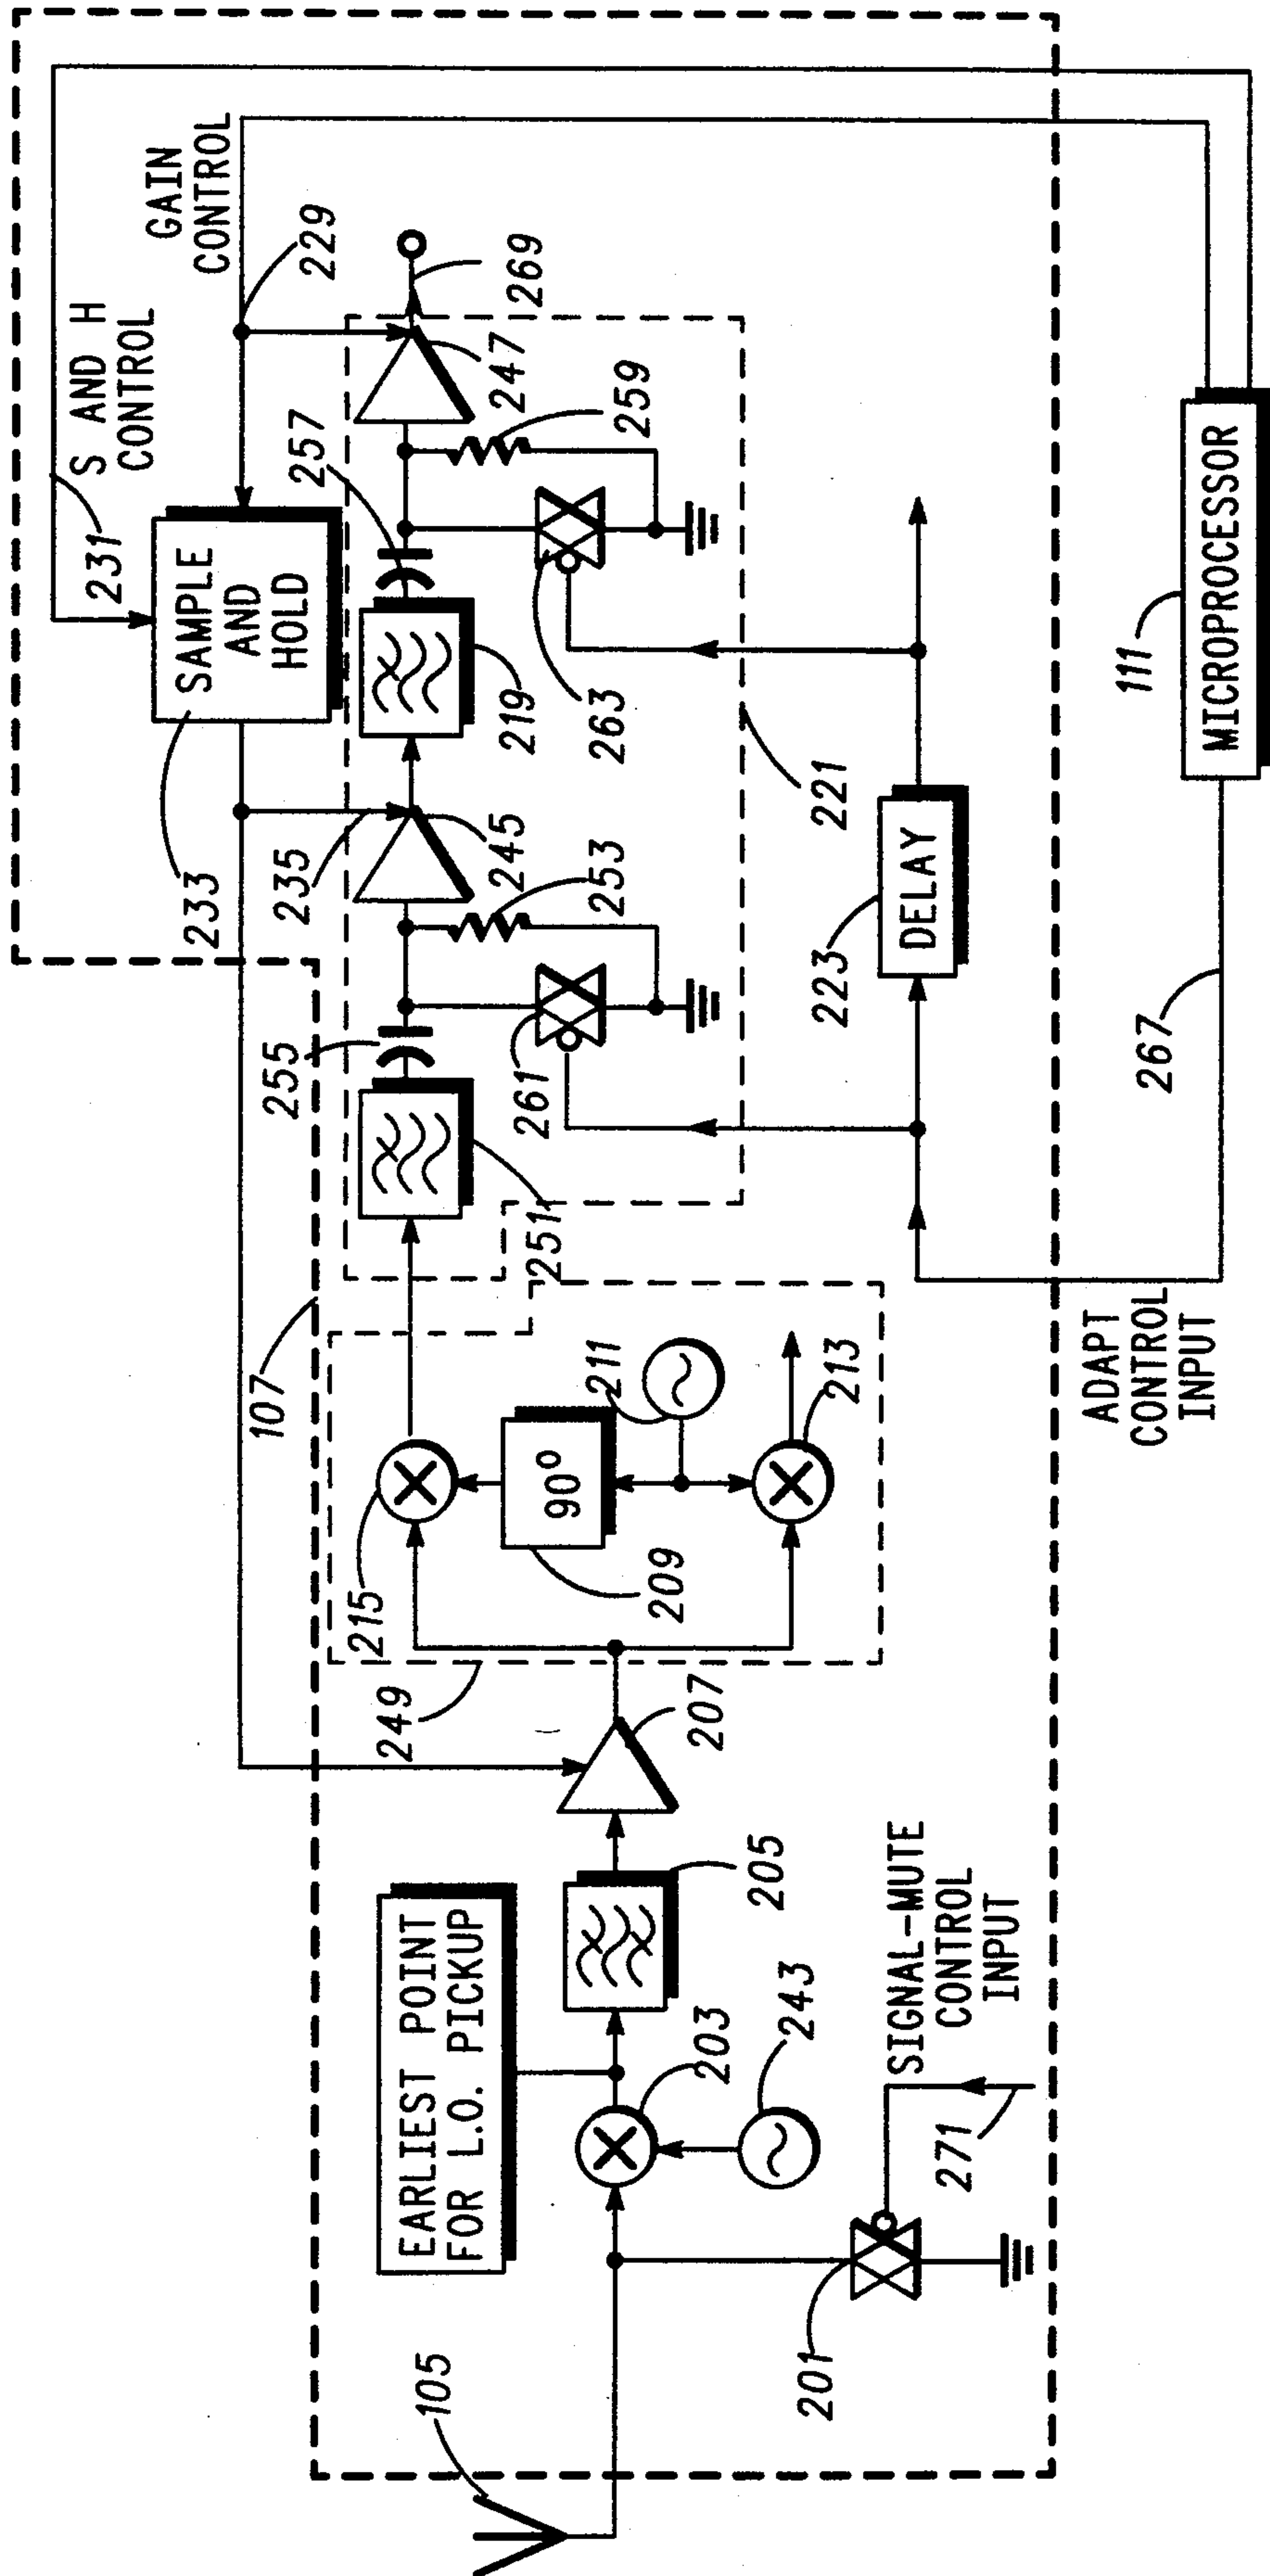 105
107
EARLIEST POINT
FOR L.O. PICKUP
203
243
205
207
201
271
SIGNAL-MUTE
CONTROL
INPUT
249
215
90°
209
211
213
233
SAMPLE
AND
HOLD
231
S AND H
CONTROL
GAIN
CONTROL
229
235
255
251
261
253
245
257
219
263
259
247
269
221
223
DELAY
ADAPT
CONTROL
INPUT
267
111
MICROPROCESSOR